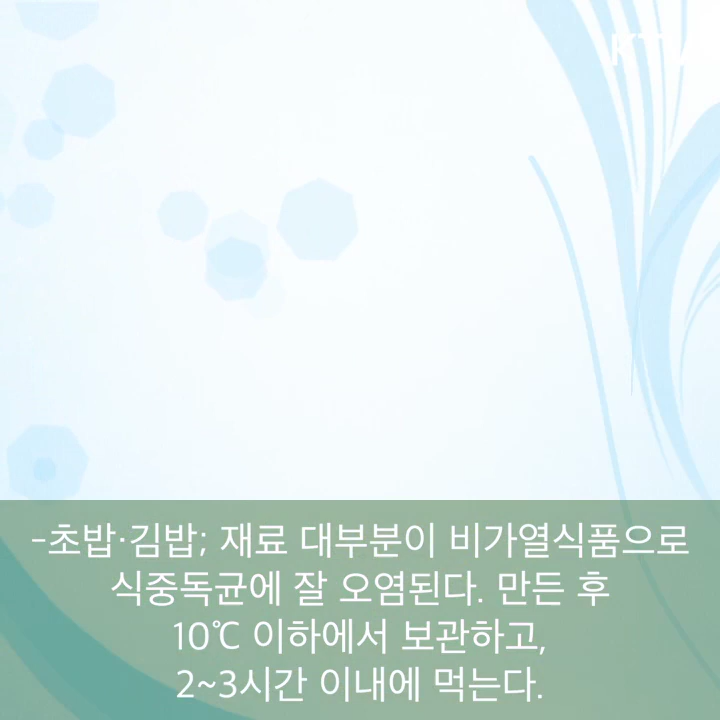 KTV
-초밥·김밥; 재료 대부분이 비가열식품으로
식중독균에 잘 오염된다. 만든 후
10℃ 이하에서 보관하고,
2~3시간 이내에 먹는다.